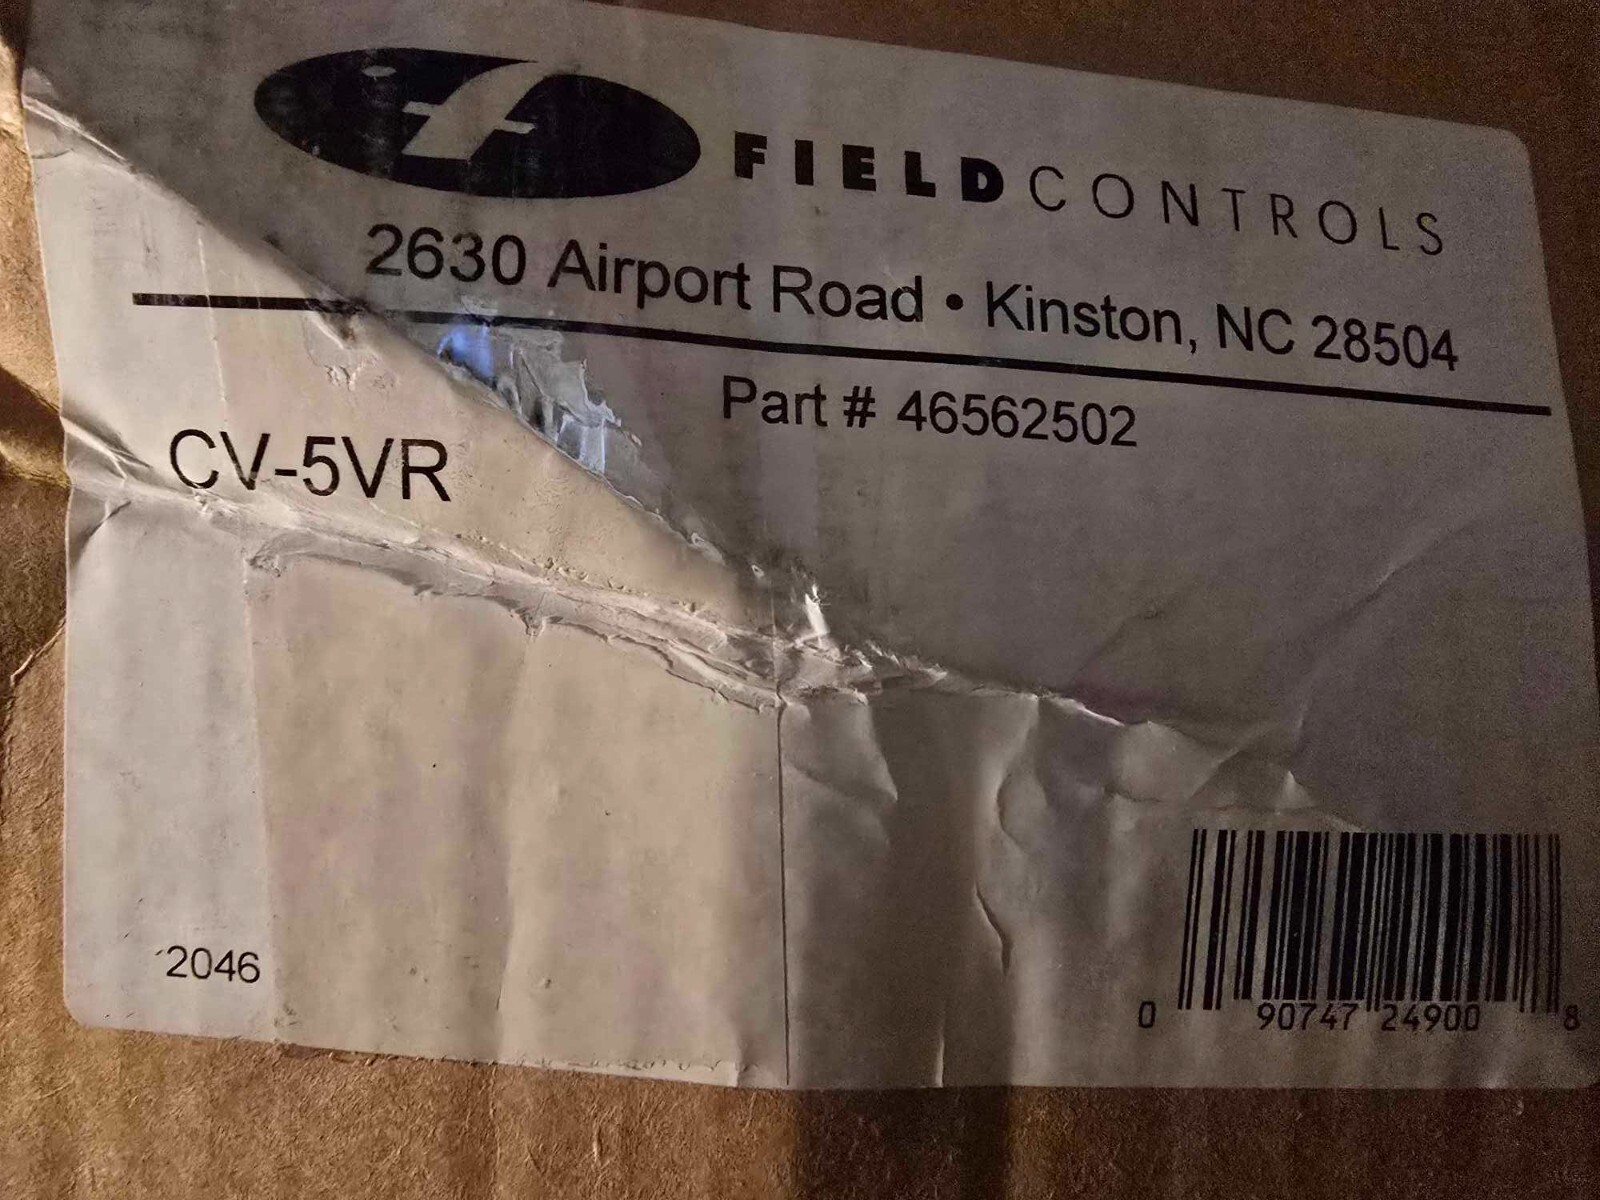 FIELD CONTROLS
2630 Airport Road • Kinston, NC 28504
Part # 46562502
CV-5VR
2046
0 90747 24900 8